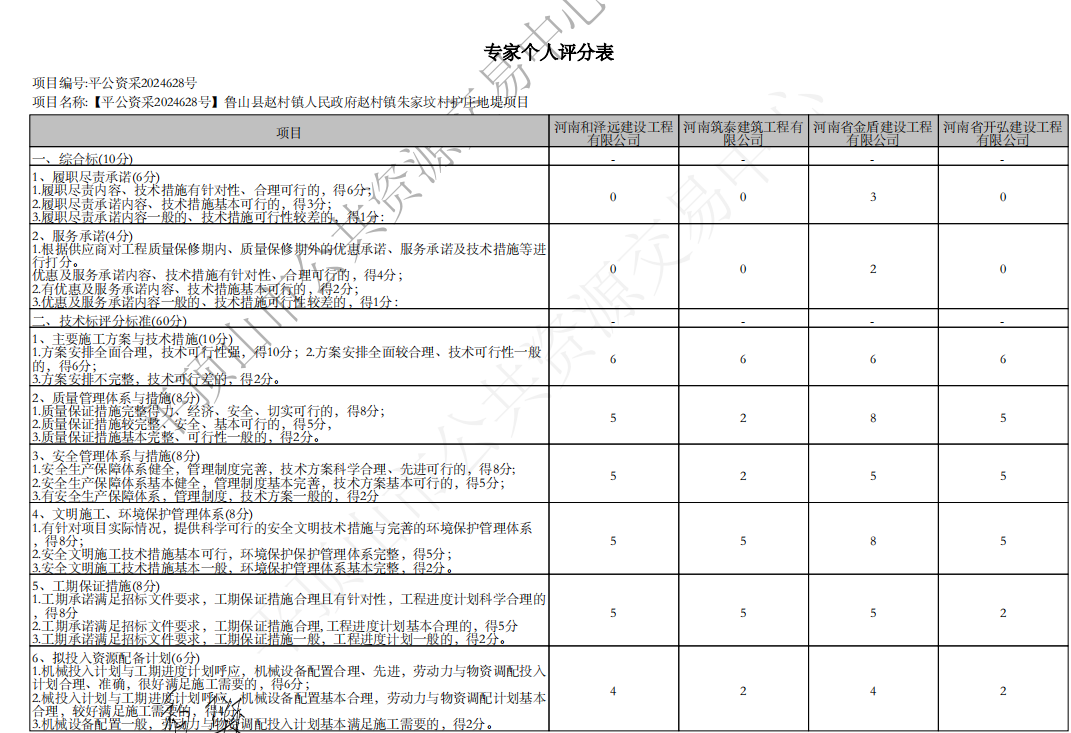 专家个人评分表
项目编号:平公资采2024628号
项目名称:【平公资采2024628号】鲁山县赵村镇人民政府赵村镇朱家坟村护庄地堤项目
项目 河南和泽远建设工程有限公司 河南筑泰建筑工程有限公司 河南省金盾建设工程有限公司 河南省开弘建设工程有限公司
一、综合标(10分) - - - -
1、履职尽责承诺(6分)
1.履职尽责内容、技术措施有针对性、合理可行的，得6分；
2.履职尽责承诺内容、技术措施基本可行的，得3分；
3.履职尽责承诺内容一般的、技术措施可行性较差的，得1分：
0 0 3 0
2、服务承诺(4分)
1.根据供应商对工程质量保修期内、质量保修期外的优惠承诺、服务承诺及技术措施等进
行打分。
优惠及服务承诺内容、技术措施有针对性、合理可行的，得4分；
2.有优惠及服务承诺内容、技术措施基本可行的，得2分；
3.优惠及服务承诺内容一般的、技术措施可行性较差的，得1分：
0 0 2 0
二、技术标评分标准(60分) - - - -
1、主要施工方案与技术措施(10分)
1.方案安排全面合理，技术可行性强，得10分；2.方案安排全面较合理、技术可行性一般
的，得6分；
3.方案安排不完整，技术可行差的，得2分。
6 6 6 6
2、质量管理体系与措施(8分)
1.质量保证措施完整得力、经济、安全、切实可行的，得8分；
2.质量保证措施较完整、安全、基本可行的，得5分，
3.质量保证措施基本完整、可行性一般的，得2分。
5 2 8 5
3、安全管理体系与措施(8分)
1.安全生产保障体系健全，管理制度完善，技术方案科学合理、先进可行的，得8分；
2.安全生产保障体系基本健全，管理制度基本完善，技术方案基本可行的，得5分；
3.有安全生产保障体系，管理制度，技术方案一般的，得2分
5 2 5 5
4、文明施工、环境保护管理体系(8分)
1.有针对项目实际情况，提供科学可行的安全文明技术措施与完善的环境保护管理体系
，得8分；
2.安全文明施工技术措施基本可行，环境保护保护管理体系完整，得5分；
3.安全文明施工技术措施基本一般，环境保护管理体系基本完整，得2分。
5 5 8 5
5、工期保证措施(8分)
1.工期承诺满足招标文件要求，工期保证措施合理且有针对性，工程进度计划科学合理的
，得8分
2.工期承诺满足招标文件要求，工期保证措施合理,工程进度计划基本合理的，得5分
3.工期承诺满足招标文件要求，工期保证措施一般，工程进度计划一般的，得2分。
5 5 5 2
6、拟投入资源配备计划(6分)
1.机械投入计划与工期进度计划呼应，机械设备配置合理、先进，劳动力与物资调配投入
计划合理、准确，很好满足施工需要的，得6分；
2.械投入计划与工期进度计划呼应，机械设备配置基本合理，劳动力与物资调配计划基本
合理，较好满足施工需要的，得4分；
3.机械设备配置一般，劳动力与物资调配投入计划基本满足施工需要的，得2分。
4 2 4 2
平顶山市公共资源交易中心
平顶山市公共资源交易中心